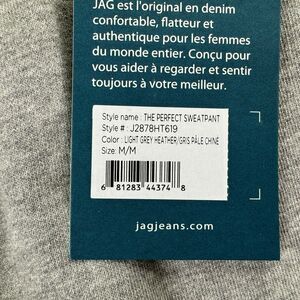 JAG est l'original en denim
confortable, flatteur et
authentique pour les femmes
du monde entier. Conçu pour
vous aider à regarder et sentir
toujours à votre meilleur.
Style name : THE PERFECT SWEATPANT
Style # : J2878HT619
Color : LIGHT GREY HEATHER/GRIS PÂLE CHINE
Size: M/M
6 81283 44374 8
jagjeans.com